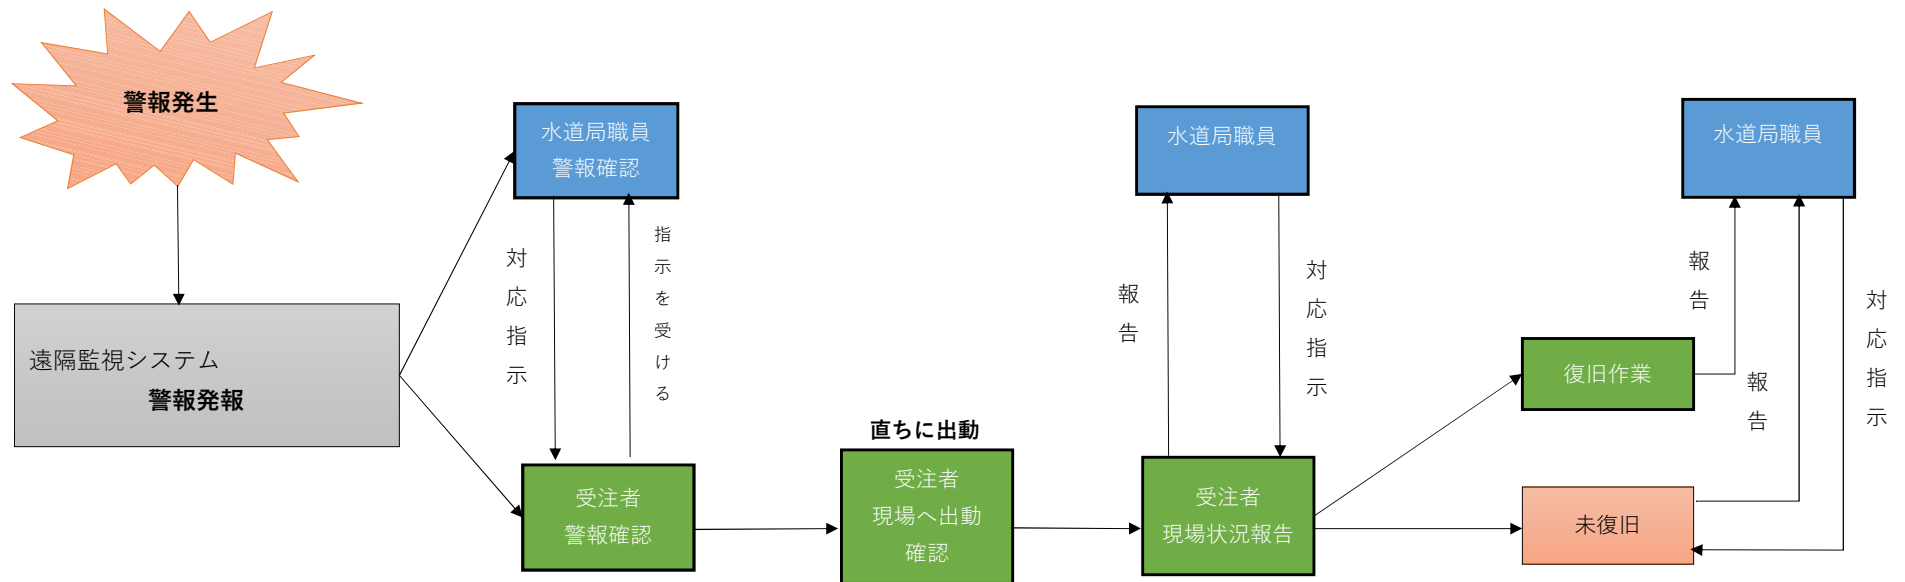 警報発生
遠隔監視システム
警報発報
水道局職員
警報確認
対応指示
指示を受ける
受注者
警報確認
直ちに出動
受注者
現場へ出動
確認
水道局職員
報告
対応指示
受注者
現場状況報告
水道局職員
報告
報告
対応指示
復旧作業
未復旧